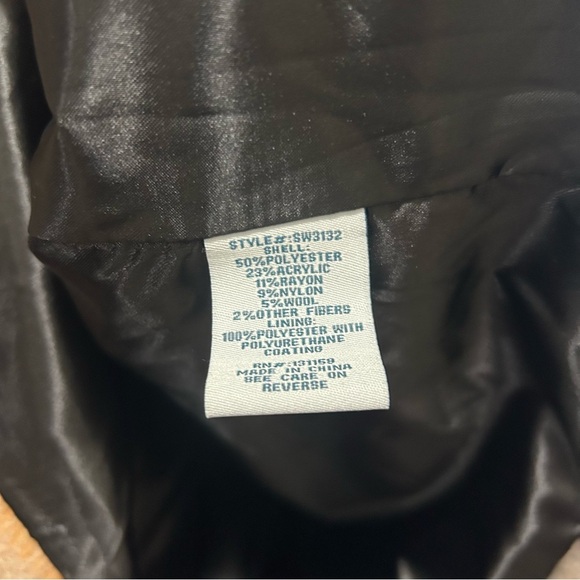 STYLE#:SW3132
SHELL:
50%POLYESTER
23%ACRYLIC
11%RAYON
9%NYLON
5%WOOL
2%OTHER FIBERS
LINING:
100%POLYESTER WITH
POLYURETHANE
COATING
RN#:131159
MADE IN CHINA
SEE CARE ON
REVERSE